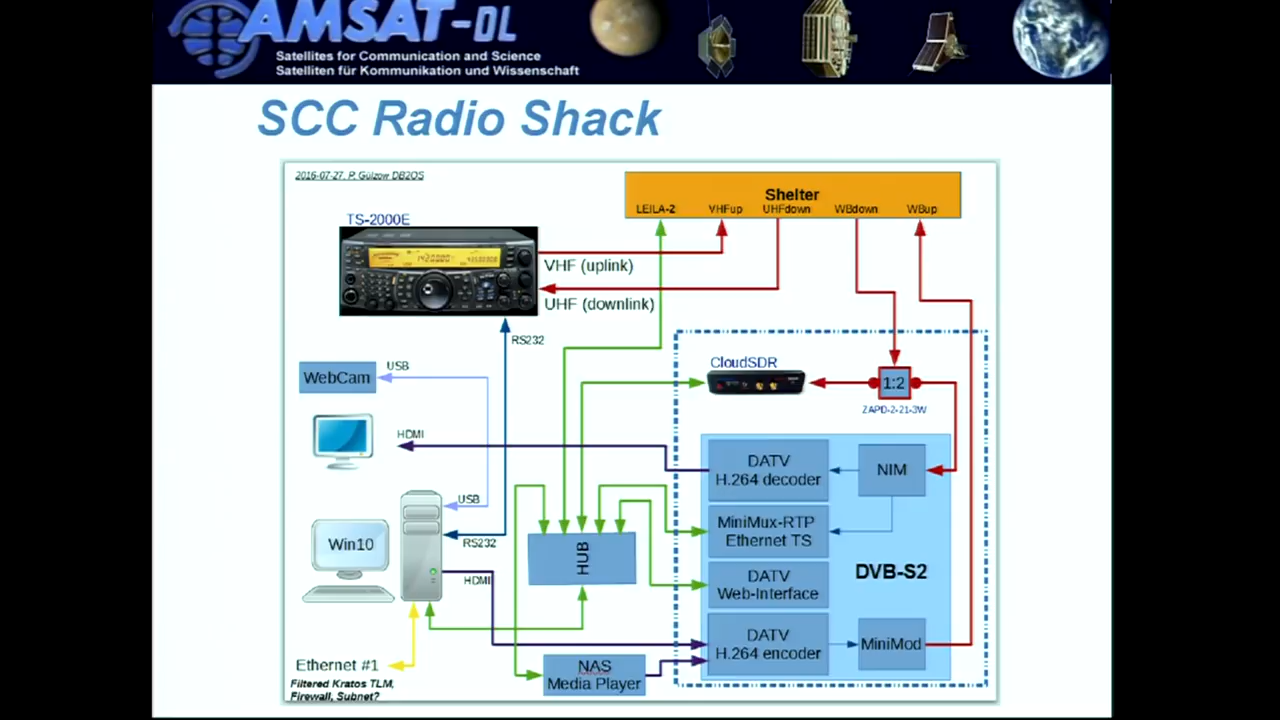 AMSAT-DL
Satellites for Communication and Science
Satelliten für Kommunikation und Wissenschaft
SCC Radio Shack
2016-07-27, P. Gülzow DB2OS
Shelter
LEILA-2 VHFup UHFdown WBdown WBup
TS-2000E
VHF (uplink)
UHF (downlink)
RS232
CloudSDR
1:2
ZAPD-2-21-3W
USB
WebCam
HDMI
DATV
H.264 decoder
NIM
USB
RS232
Win10
HUB
MiniMux-RTP
Ethernet TS
DVB-S2
HDMI
DATV
Web-Interface
DATV
H.264 encoder
MiniMod
Ethernet #1
NAS
Media Player
Filtered Kratos TLM,
Firewall, Subnet?